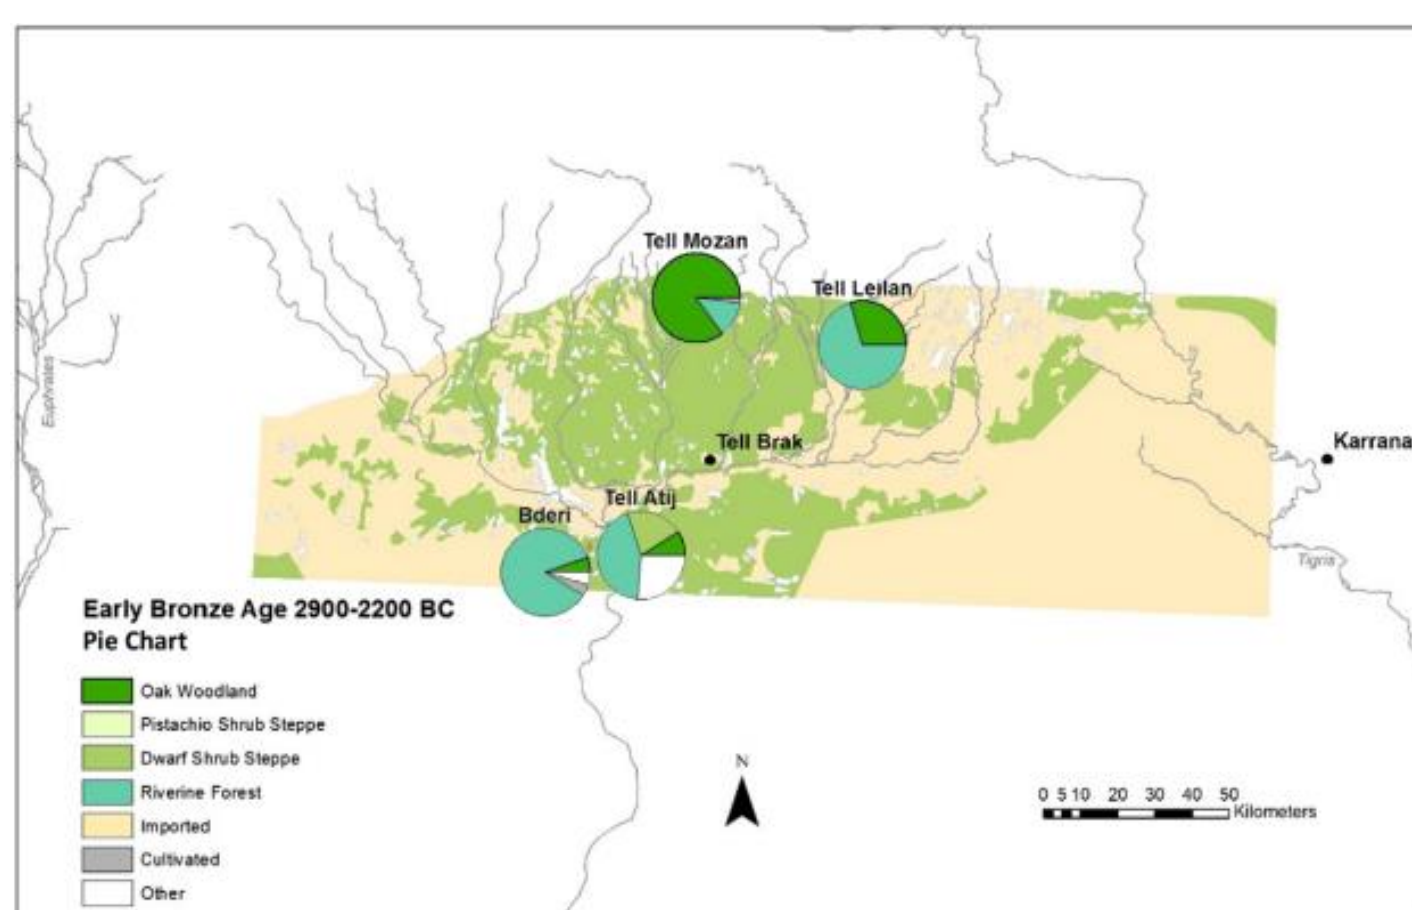 Tell Mozan
Tell Leilan
Euphrates
Tell Brak
Karrana
Tell Atij
Bderi
Tigris
Early Bronze Age 2900-2200 BC
Pie Chart
Oak Woodland
Pistachio Shrub Steppe
Dwarf Shrub Steppe
Riverine Forest
Imported
Cultivated
Other
N
0 5 10 20 30 40 50
Kilometers